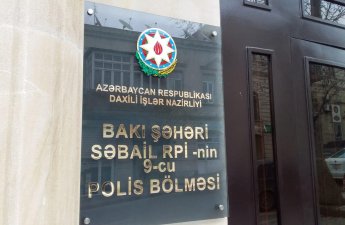 AZƏRBAYCAN RESPUBLİKASI
DAXİLİ İŞLƏR NAZİRLİYİ
BAKI ŞƏHƏRİ
SƏBAİL RPİ -nin
9-cu
POLİS BÖLMƏSİ